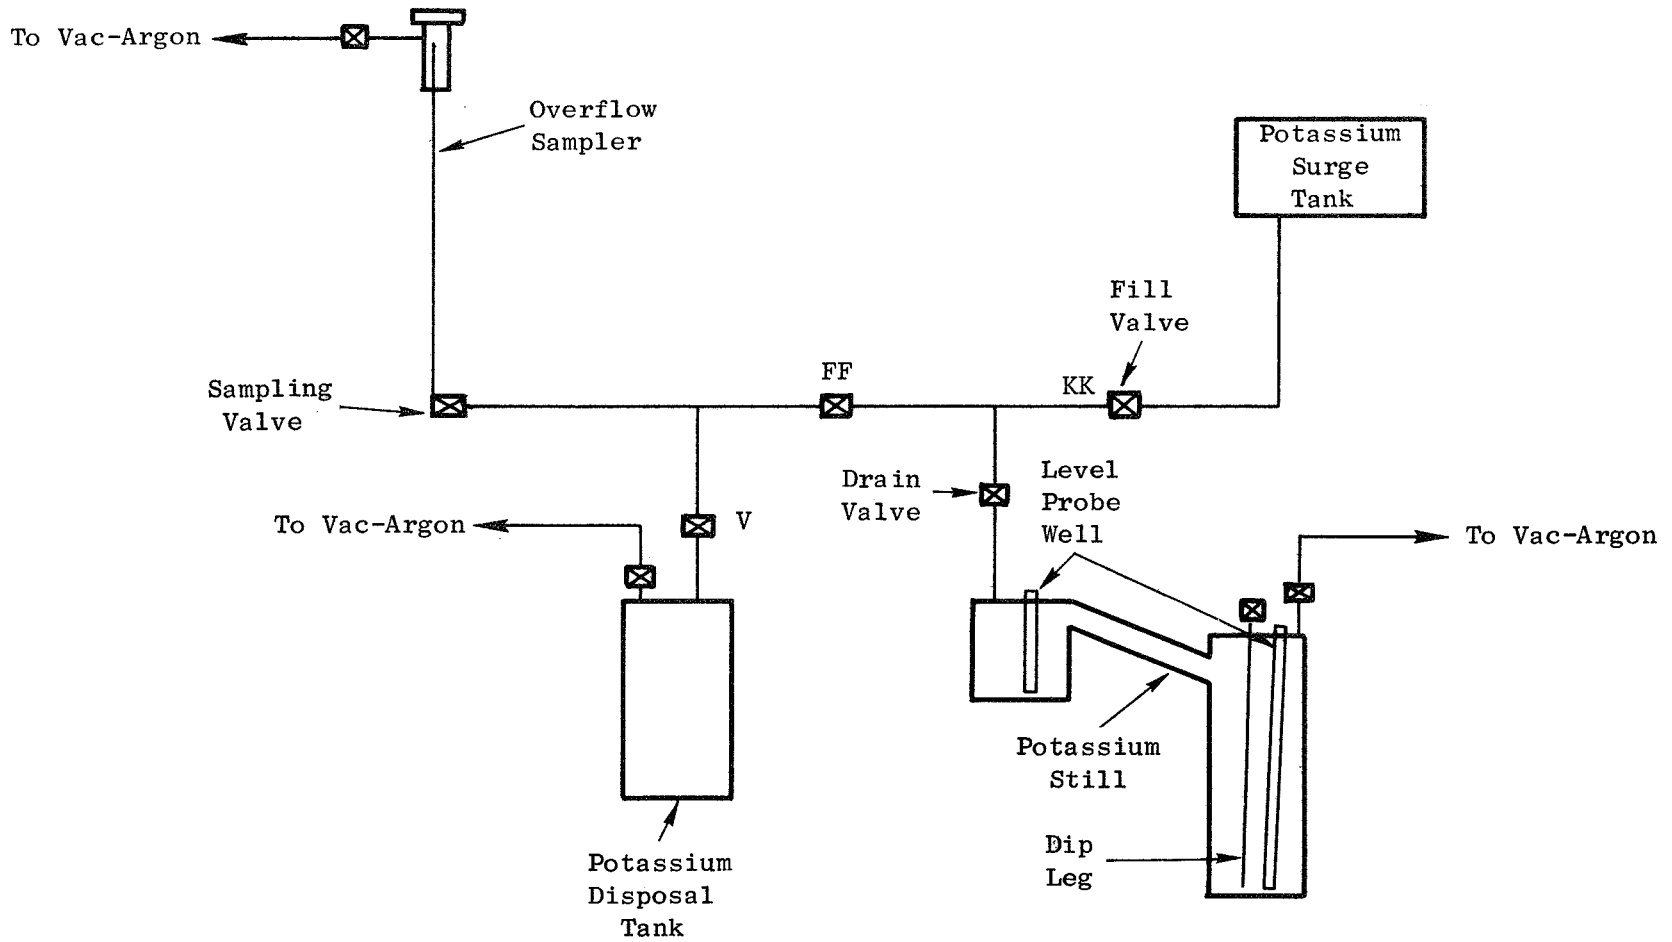 To Vac-Argon
Overflow
Sampler
Potassium
Surge
Tank
Fill
Valve
Sampling
Valve
FF
KK
Drain
Valve
Level
Probe
Well
To Vac-Argon
V
To Vac-Argon
Potassium
Still
Dip
Leg
Potassium
Disposal
Tank